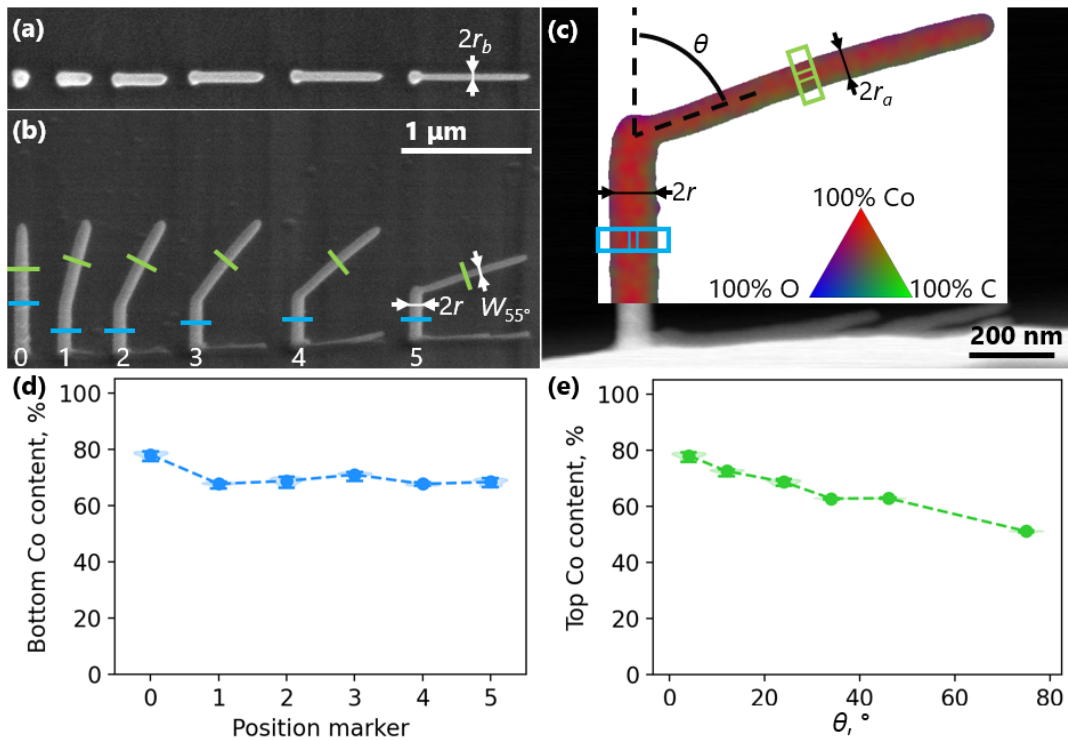 (a)
2r_b
(b)
1 μm
2r
W_55°
0 1 2 3 4 5
(c)
θ
2r_a
2r
100% Co
100% O
100% C
200 nm
(d)
100
80
60
40
20
0
Bottom Co content, %
0 1 2 3 4 5
Position marker
(e)
100
80
60
40
20
0
Top Co content, %
0 20 40 60 80
θ, °